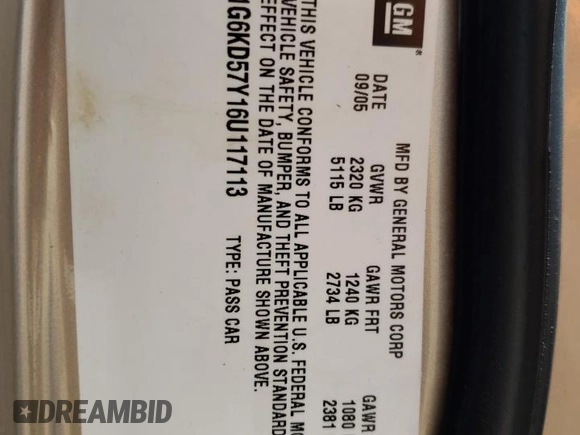 GM
MFD BY GENERAL MOTORS CORP
DATE GVWR GAWR FRT GAWR
09/05 2320 KG 1240 KG 1080
5115 LB 2734 LB 2381
THIS VEHICLE CONFORMS TO ALL APPLICABLE U.S. FEDERAL
VEHICLE SAFETY, BUMPER, AND THEFT PREVENTION STANDARD
EFFECT ON THE DATE OF MANUFACTURE SHOWN ABOVE.
1G6KD57Y16U117113 TYPE: PASS CAR
DREAMBID